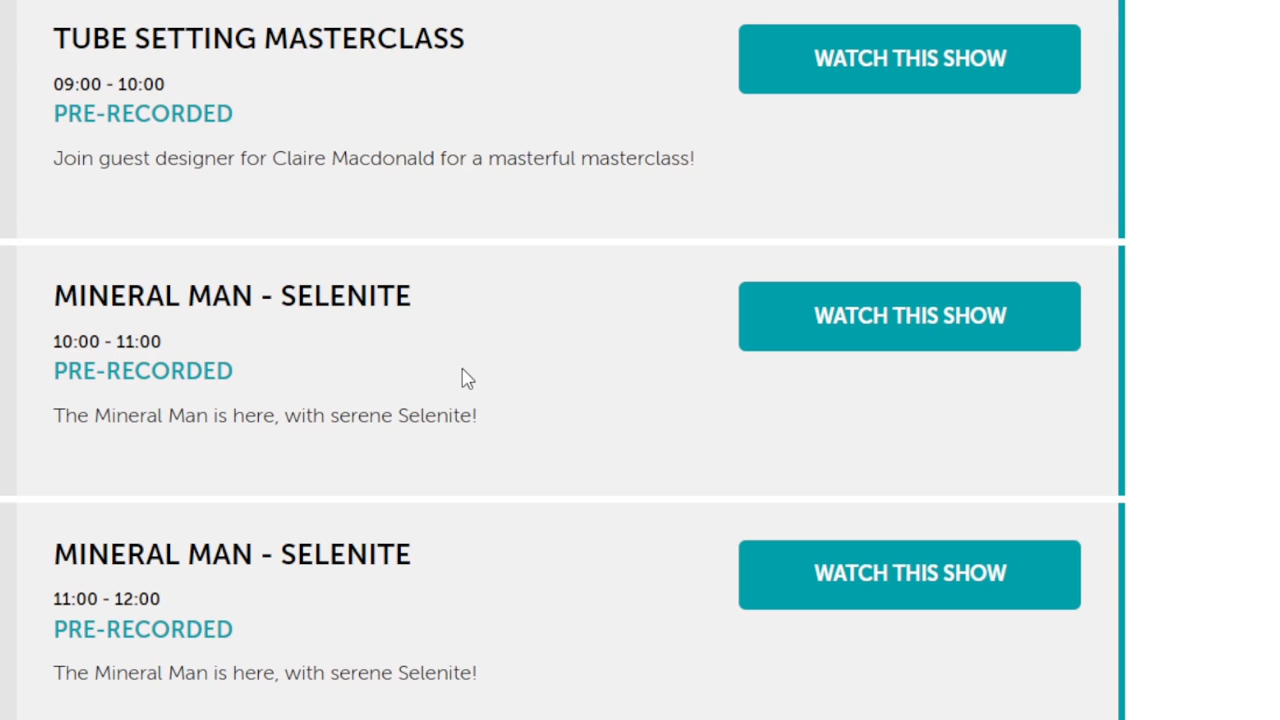 TUBE SETTING MASTERCLASS
WATCH THIS SHOW
09:00 - 10:00
PRE-RECORDED
Join guest designer for Claire Macdonald for a masterful masterclass!
MINERAL MAN - SELENITE
WATCH THIS SHOW
10:00 - 11:00
PRE-RECORDED
The Mineral Man is here, with serene Selenite!
MINERAL MAN - SELENITE
WATCH THIS SHOW
11:00 - 12:00
PRE-RECORDED
The Mineral Man is here, with serene Selenite!